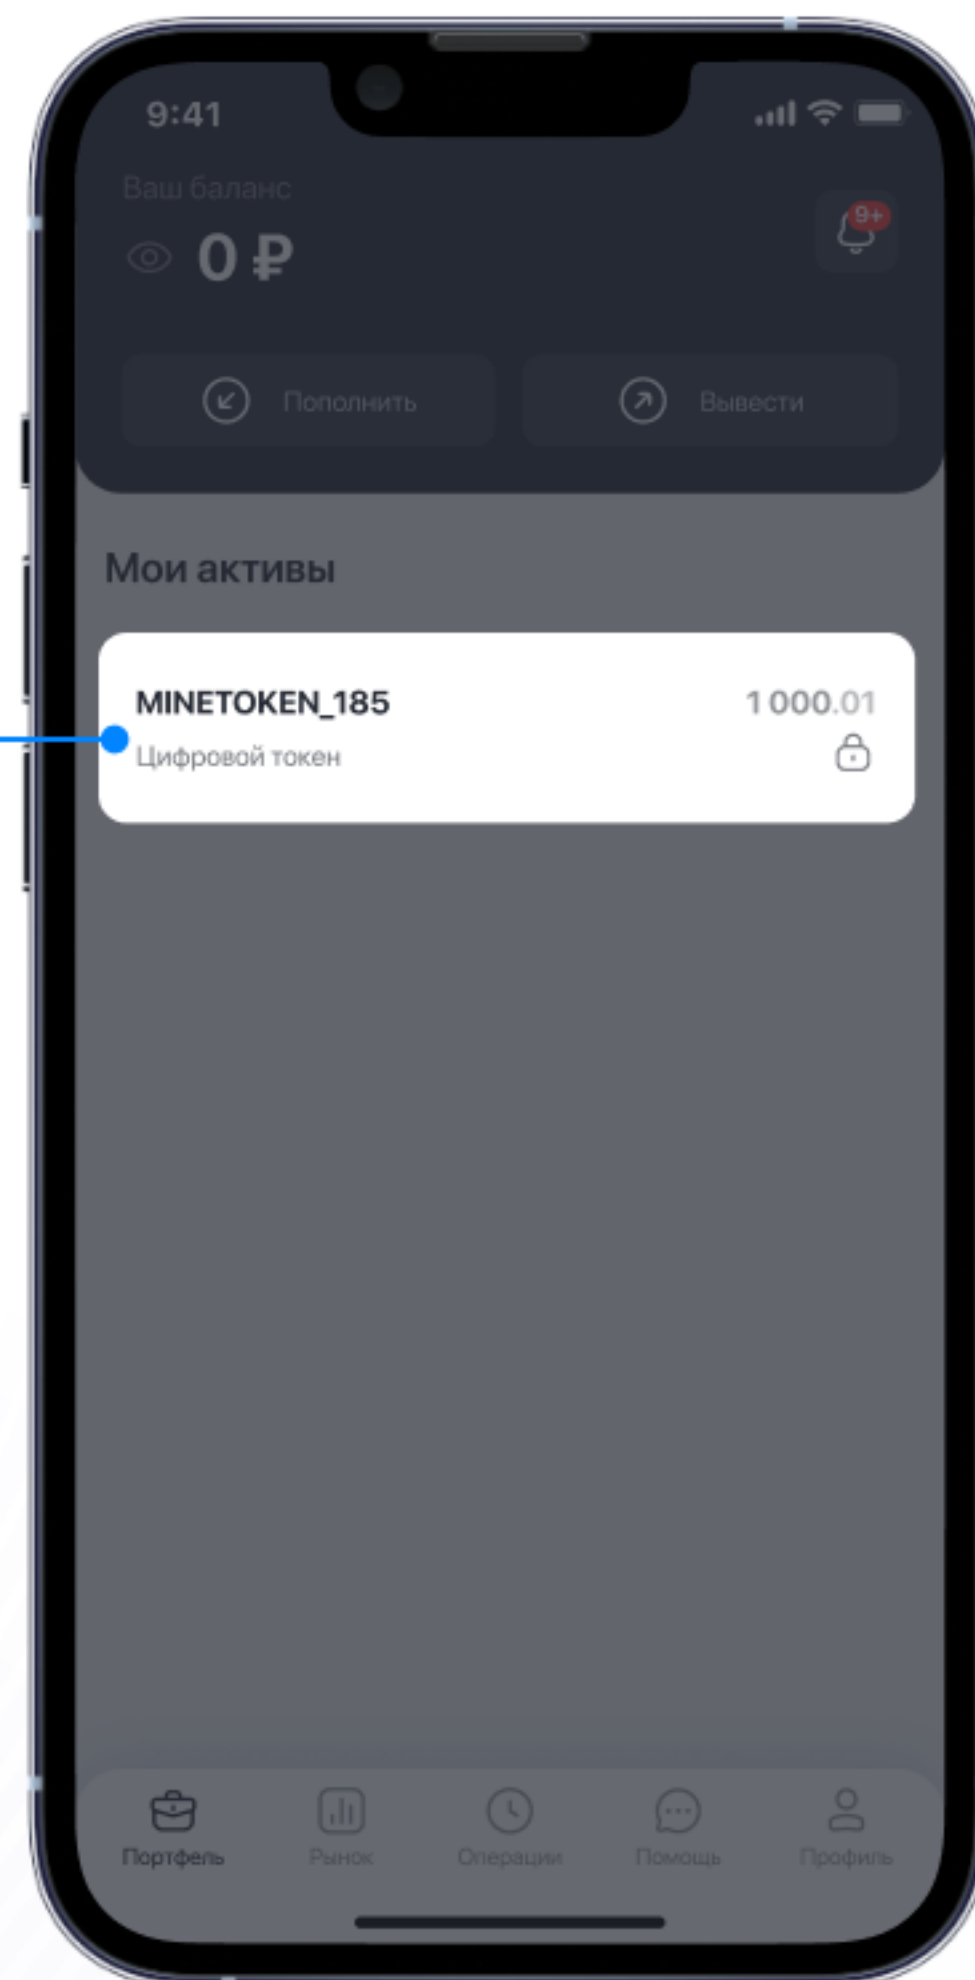 9:41
Ваш баланс
0 ₽
9+
Пополнить
Вывести
Мои активы
MINETOKEN_185
1 000.01
Цифровой токен
Портфель
Рынок
Операции
Помощь
Профиль